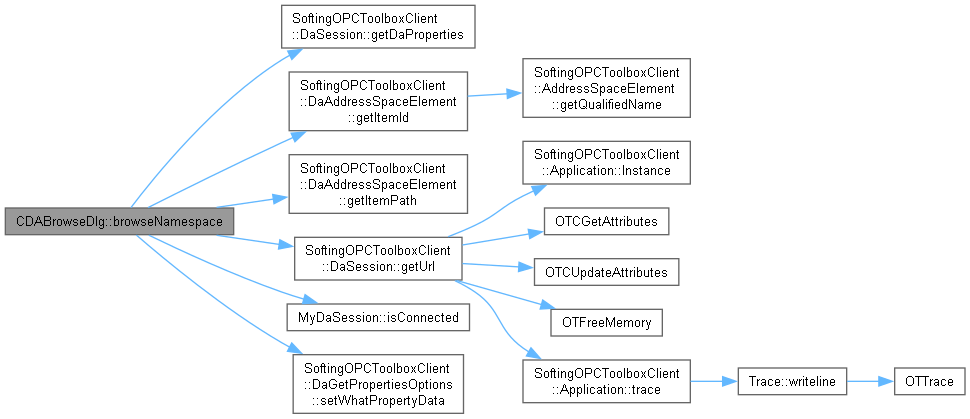 SoftingOPCToolboxClient
::DaSession::getDaProperties
SoftingOPCToolboxClient
::DaAddressSpaceElement
::getItemId
SoftingOPCToolboxClient
::AddressSpaceElement
::getQualifiedName
SoftingOPCToolboxClient
::DaAddressSpaceElement
::getItemPath
SoftingOPCToolboxClient
::Application::Instance
CDABrowseDlg::browseNamespace
OTCGetAttributes
SoftingOPCToolboxClient
::DaSession::getUrl
OTCUpdateAttributes
MyDaSession::isConnected
OTFreeMemory
SoftingOPCToolboxClient
::DaGetPropertiesOptions
::setWhatPropertyData
SoftingOPCToolboxClient
::Application::trace
Trace::writeline
OTTrace